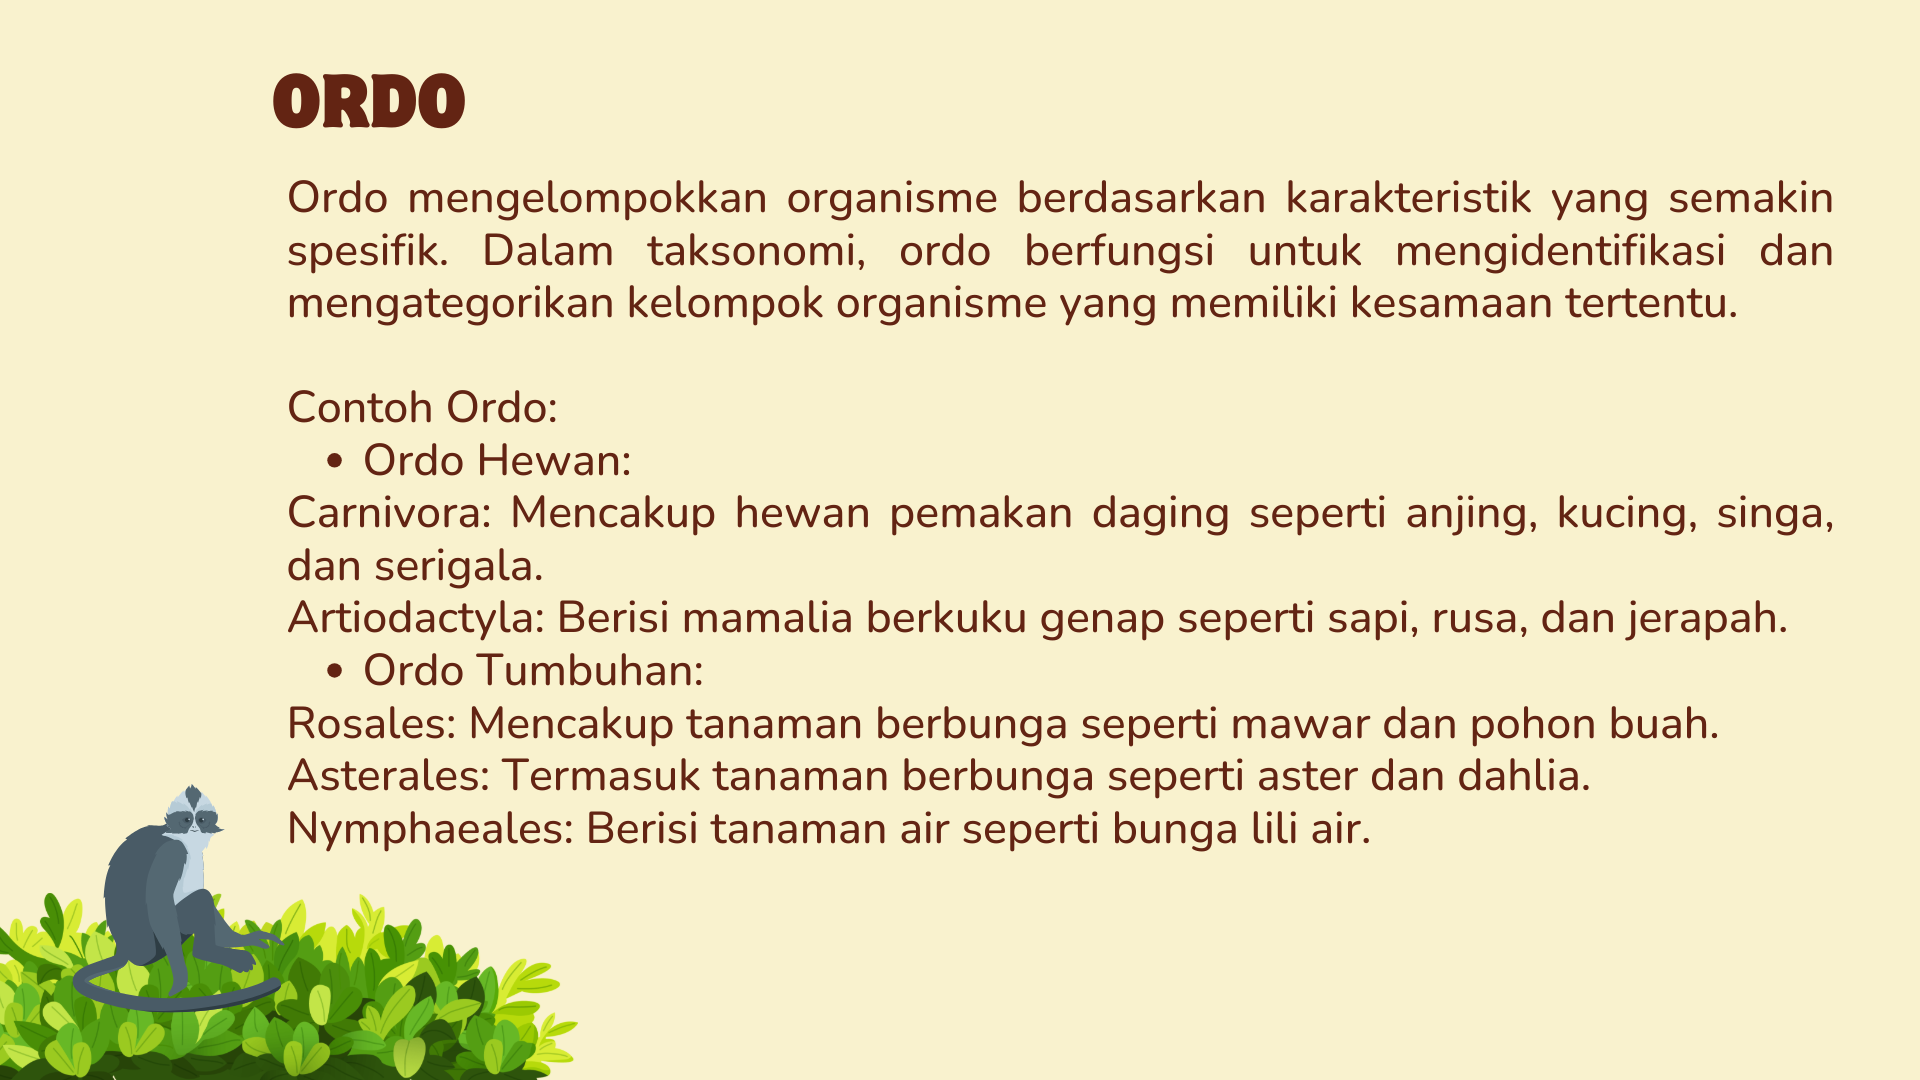 ORDO
Ordo mengelompokkan organisme berdasarkan karakteristik yang semakin
spesifik. Dalam taksonomi, ordo berfungsi untuk mengidentifikasi dan
mengategorikan kelompok organisme yang memiliki kesamaan tertentu.
Contoh Ordo:
• Ordo Hewan:
Carnivora: Mencakup hewan pemakan daging seperti anjing, kucing, singa,
dan serigala.
Artiodactyla: Berisi mamalia berkuku genap seperti sapi, rusa, dan jerapah.
• Ordo Tumbuhan:
Rosales: Mencakup tanaman berbunga seperti mawar dan pohon buah.
Asterales: Termasuk tanaman berbunga seperti aster dan dahlia.
Nymphaeales: Berisi tanaman air seperti bunga lili air.